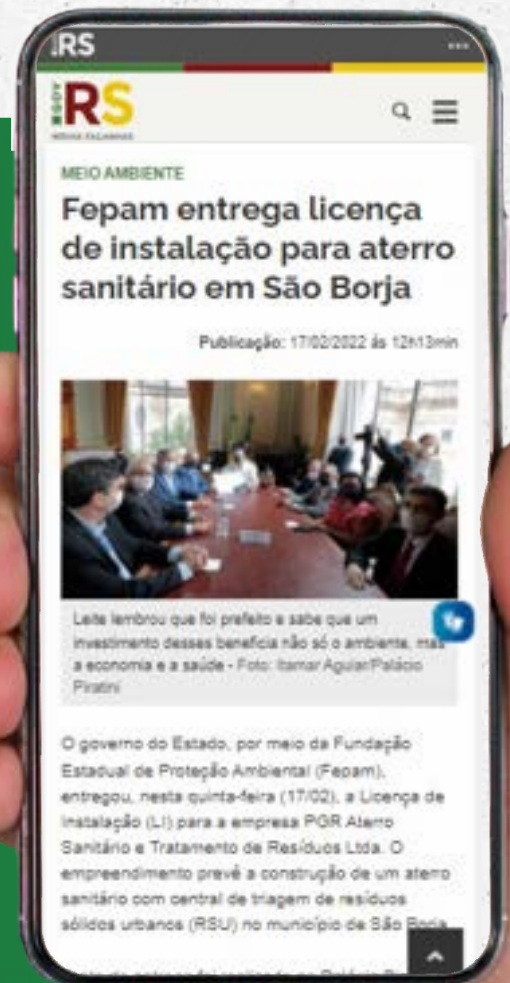 RS
GOV RS
NOVAS FAÇANHAS
MEIO AMBIENTE
Fepam entrega licença
de instalação para aterro
sanitário em São Borja
Publicação: 17/02/2022 às 12h13min
Leite lembrou que foi prefeito e sabe que um
investimento desses beneficia não só o ambiente, mas
a economia e a saúde - Foto: Itamar Aguiar/Palácio
Piratini
O governo do Estado, por meio da Fundação
Estadual de Proteção Ambiental (Fepam),
entregou, nesta quinta-feira (17/02), a Licença de
Instalação (LI) para a empresa PGR Aterro
Sanitário e Tratamento de Resíduos Ltda. O
empreendimento prevê a construção de um aterro
sanitário com central de triagem de resíduos
sólidos urbanos (RSU) no município de São Borja